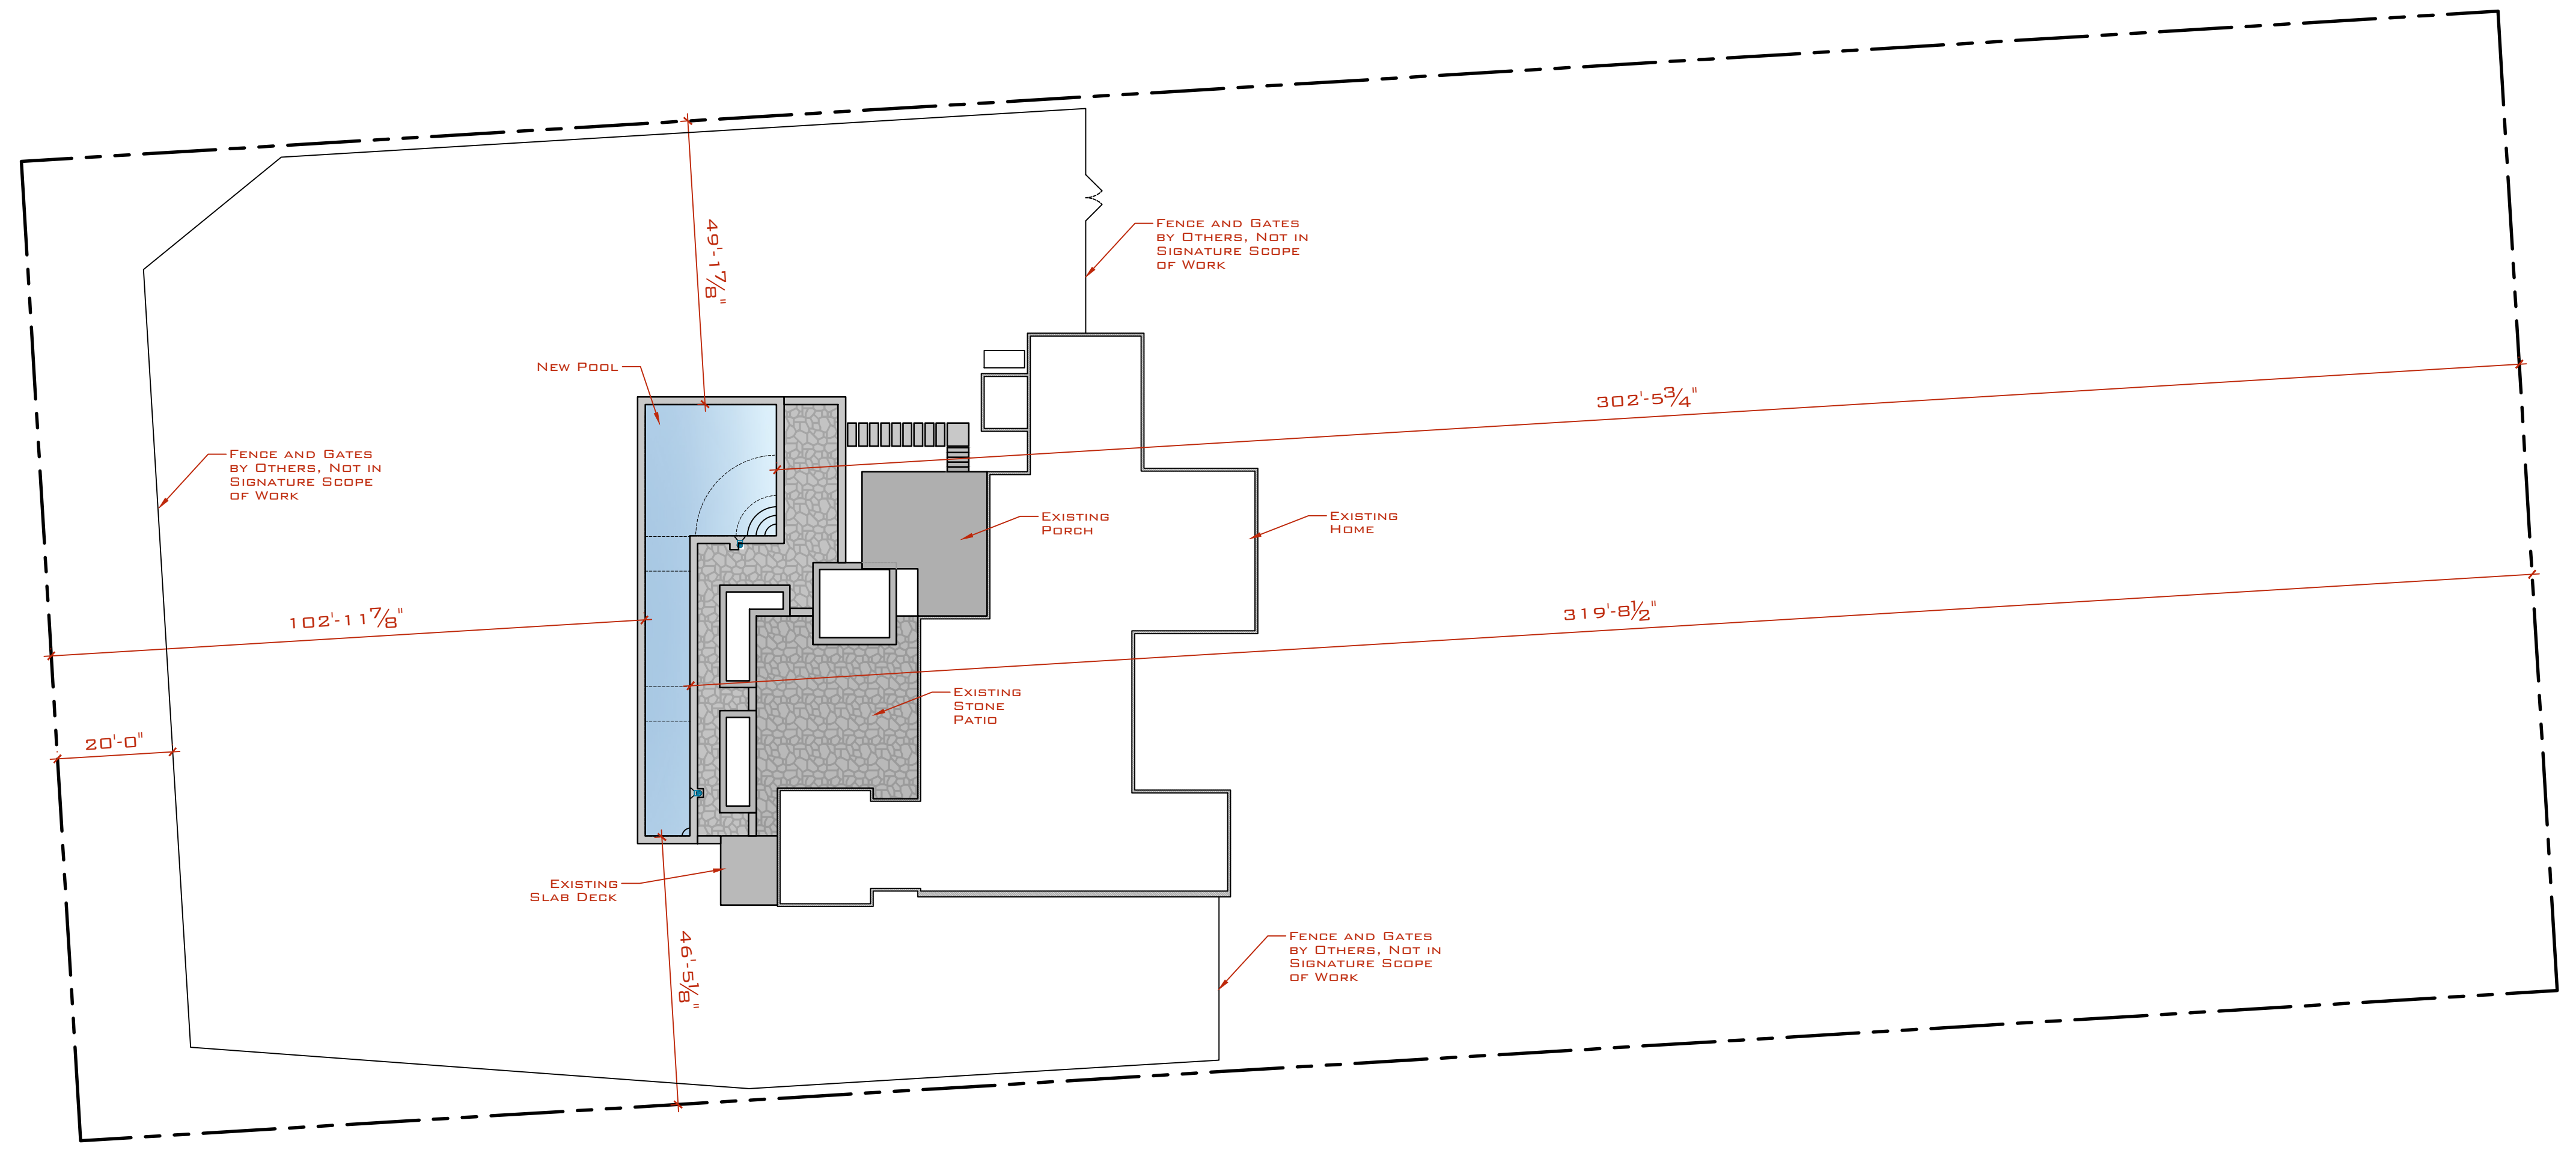 49'-1⅞"
Fence and Gates
by Others, Not in
Signature Scope
of Work
New Pool
302'-5¾"
Fence and Gates
by Others, Not in
Signature Scope
of Work
Existing
Porch
Existing
Home
102'-11⅞"
319'-8½"
Existing
Stone
Patio
20'-0"
Existing
Slab Deck
46'-5⅛"
Fence and Gates
by Others, Not in
Signature Scope
of Work